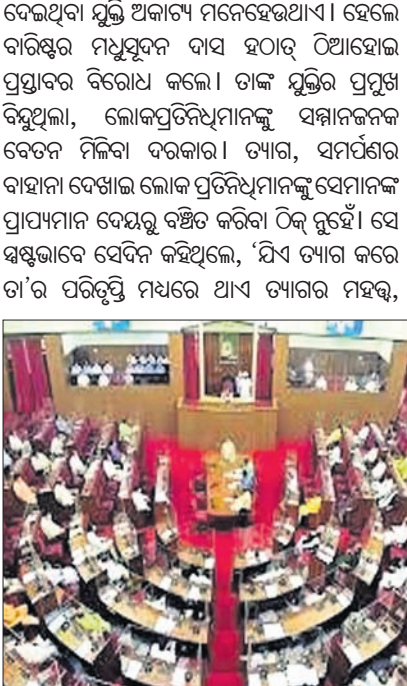 ଦେଇଥିବା ଯୁକ୍ତି ଅକାଟ୍ୟ ମନେହେଉଥାଏ। ହେଲେ
ବାରିଷ୍ଟର ମଧୁସୂଦନ ଦାସ ହଠାତ୍ ଠିଆହୋଇ
ପ୍ରସ୍ତାବର ବିରୋଧ କଲେ। ତାଙ୍କ ଯୁକ୍ତିର ପ୍ରମୁଖ
ବିନ୍ଦୁଥିଲା, ଲୋକପ୍ରତିନିଧିମାନଙ୍କୁ ସମ୍ମାନଜନକ
ବେତନ ମିଳିବା ଦରକାର। ତ୍ୟାଗ, ସମର୍ପଣର
ବାହାନା ଦେଖାଇ ଲୋକ ପ୍ରତିନିଧିମାନଙ୍କୁ ସେମାନଙ୍କ
ପ୍ରାପ୍ୟମାନ ଦେୟରୁ ବଞ୍ଚିତ କରିବା ଠିକ୍ ନୁହେଁ। ସେ
ସ୍ପଷ୍ଟଭାବେ ସେଦିନ କହିଥିଲେ, ‘ଯିଏ ତ୍ୟାଗ କରେ
ତା’ର ପରିତୃପ୍ତି ମଧ୍ୟରେ ଥାଏ ତ୍ୟାଗର ମହତ୍ତ୍ୱ,